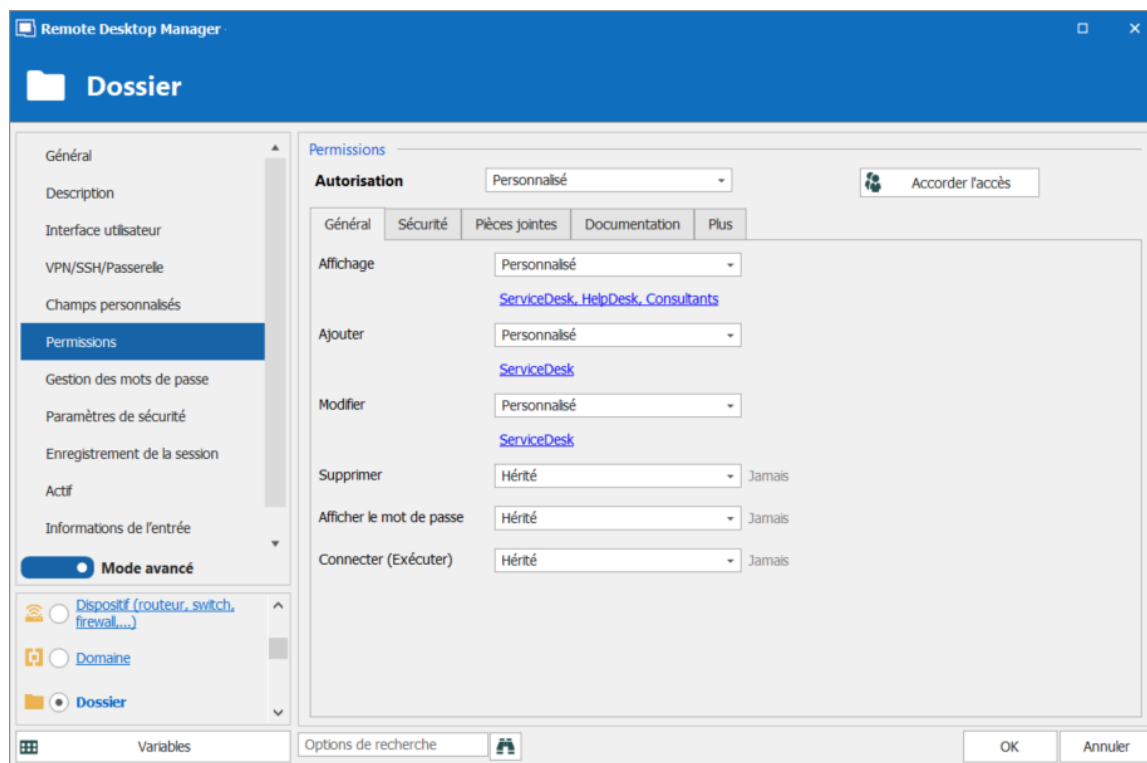 Remote Desktop Manager
Dossier
Général
Description
Interface utilisateur
VPN/SSH/Passerelle
Champs personnalisés
Permissions
Gestion des mots de passe
Paramètres de sécurité
Enregistrement de la session
Actif
Informations de l'entrée
Mode avancé
Dispositif (routeur, switch,
firewall,...)
Domaine
Dossier
Variables
Permissions
Autorisation Personnalisé Accorder l'accès
Général Sécurité Pièces jointes Documentation Plus
Affichage Personnalisé
ServiceDesk, HelpDesk, Consultants
Ajouter Personnalisé
ServiceDesk
Modifier Personnalisé
ServiceDesk
Supprimer Hérité Jamais
Afficher le mot de passe Hérité Jamais
Connecter (Exécuter) Hérité Jamais
Options de recherche
OK Annuler